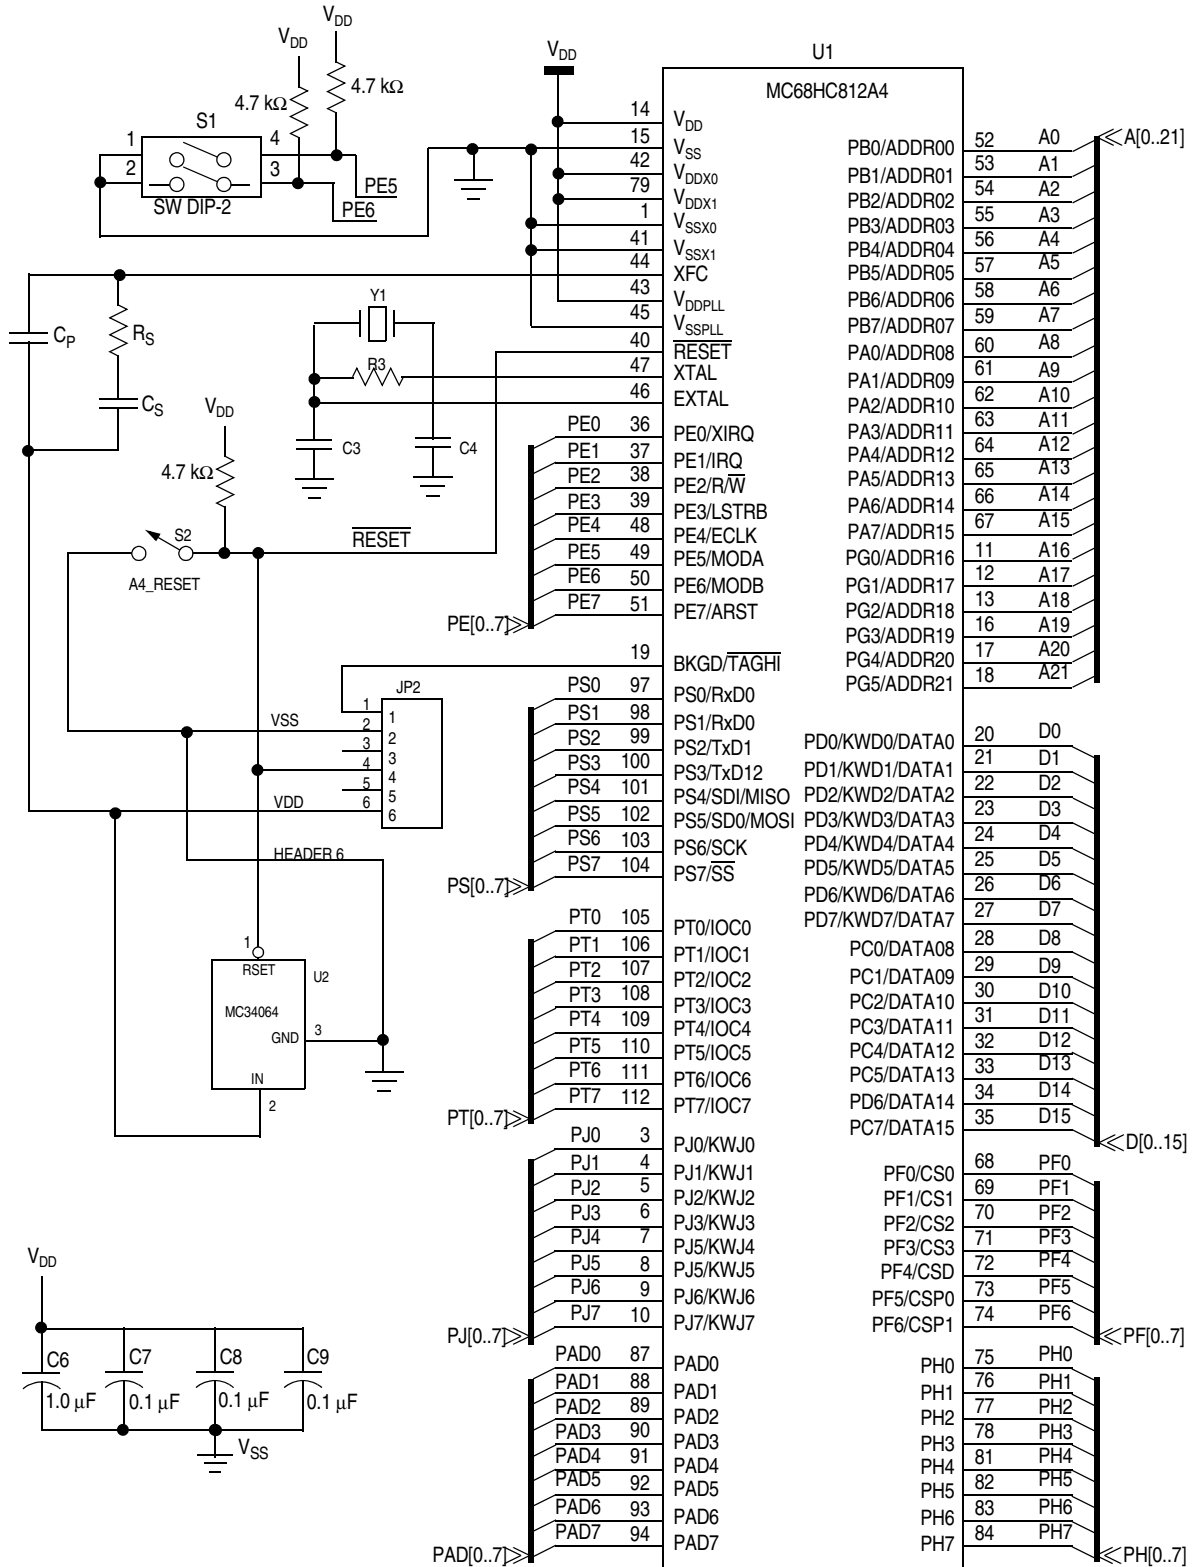 VDD
VDD
4.7 kΩ
4.7 kΩ
S1
1
2
4
3
SW DIP-2
PE5
PE6
VDD
U1
MC68HC812A4
14 VDD
15 VSS
42 VDDX0
79 VDDX1
1 VSSX0
41 VSSX1
44 XFC
43 VDDPLL
45 VSSPLL
40 RESET
47 XTAL
46 EXTAL
CP
RS
CS
Y1
R3
C3
C4
VDD
4.7 kΩ
S2
A4_RESET
RESET
PE0 36 PE0/XIRQ
PE1 37 PE1/IRQ
PE2 38 PE2/R/W
PE3 39 PE3/LSTRB
PE4 48 PE4/ECLK
PE5 49 PE5/MODA
PE6 50 PE6/MODB
PE7 51 PE7/ARST
PE[0..7]
19 BKGD/TAGHI
JP2
VSS
VDD
1 1
2 2
3 3
4 4
5 5
6 6
HEADER 6
PS0 97 PS0/RxD0
PS1 98 PS1/RxD0
PS2 99 PS2/TxD1
PS3 100 PS3/TxD12
PS4 101 PS4/SDI/MISO
PS5 102 PS5/SD0/MOSI
PS6 103 PS6/SCK
PS7 104 PS7/SS
PS[0..7]
1
RSET
U2
MC34064
GND 3
IN
2
PT0 105 PT0/IOC0
PT1 106 PT1/IOC1
PT2 107 PT2/IOC2
PT3 108 PT3/IOC3
PT4 109 PT4/IOC4
PT5 110 PT5/IOC5
PT6 111 PT6/IOC6
PT7 112 PT7/IOC7
PT[0..7]
PJ0 3 PJ0/KWJ0
PJ1 4 PJ1/KWJ1
PJ2 5 PJ2/KWJ2
PJ3 6 PJ3/KWJ3
PJ4 7 PJ5/KWJ4
PJ5 8 PJ5/KWJ5
PJ6 9 PJ6/KWJ6
PJ7 10 PJ7/KWJ7
PJ[0..7]
VDD
C6
1.0 µF
C7
0.1 µF
C8
0.1 µF
C9
0.1 µF
VSS
PAD0 87 PAD0
PAD1 88 PAD1
PAD2 89 PAD2
PAD3 90 PAD3
PAD4 91 PAD4
PAD5 92 PAD5
PAD6 93 PAD6
PAD7 94 PAD7
PAD[0..7]
PB0/ADDR00 52 A0
A[0..21]
PB1/ADDR01 53 A1
PB2/ADDR02 54 A2
PB3/ADDR03 55 A3
PB4/ADDR04 56 A4
PB5/ADDR05 57 A5
PB6/ADDR06 58 A6
PB7/ADDR07 59 A7
PA0/ADDR08 60 A8
PA1/ADDR09 61 A9
PA2/ADDR10 62 A10
PA3/ADDR11 63 A11
PA4/ADDR12 64 A12
PA5/ADDR13 65 A13
PA6/ADDR14 66 A14
PA7/ADDR15 67 A15
PG0/ADDR16 11 A16
PG1/ADDR17 12 A17
PG2/ADDR18 13 A18
PG3/ADDR19 16 A19
PG4/ADDR20 17 A20
PG5/ADDR21 18 A21
PD0/KWD0/DATA0 20 D0
PD1/KWD1/DATA1 21 D1
PD2/KWD2/DATA2 22 D2
PD3/KWD3/DATA3 23 D3
PD4/KWD4/DATA4 24 D4
PD5/KWD5/DATA5 25 D5
PD6/KWD6/DATA6 26 D6
PD7/KWD7/DATA7 27 D7
PC0/DATA08 28 D8
PC1/DATA09 29 D9
PC2/DATA10 30 D10
PC3/DATA11 31 D11
PC4/DATA12 32 D12
PC5/DATA13 33 D13
PD6/DATA14 34 D14
PC7/DATA15 35 D15
D[0..15]
PF0/CS0 68 PF0
PF1/CS1 69 PF1
PF2/CS2 70 PF2
PF3/CS3 71 PF3
PF4/CSD 72 PF4
PF5/CSP0 73 PF5
PF6/CSP1 74 PF6
PF[0..7]
PH0 75 PH0
PH1 76 PH1
PH2 77 PH2
PH3 78 PH3
PH4 81 PH4
PH5 82 PH5
PH6 83 PH6
PH7 84 PH7
PH[0..7]